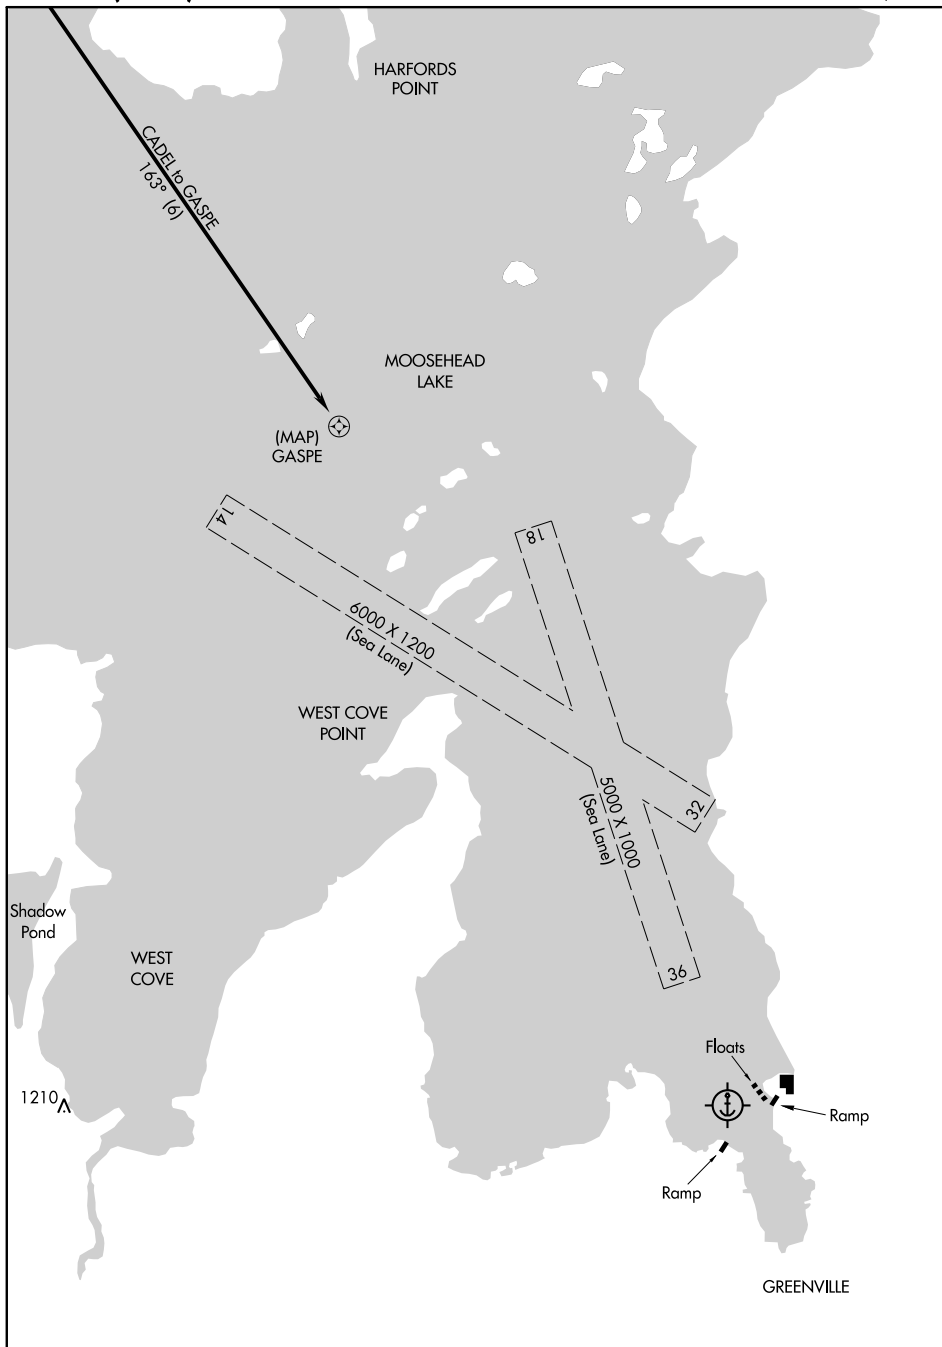 HARFORDS
POINT
CADEL to GASPE
163° (6)
MOOSEHEAD
LAKE
(MAP)
GASPE
14
18
6000 X 1200
(Sea Lane)
WEST COVE
POINT
5000 X 1000
(Sea Lane)
32
Shadow
Pond
WEST
COVE
36
Floats
1210
Ramp
Ramp
GREENVILLE